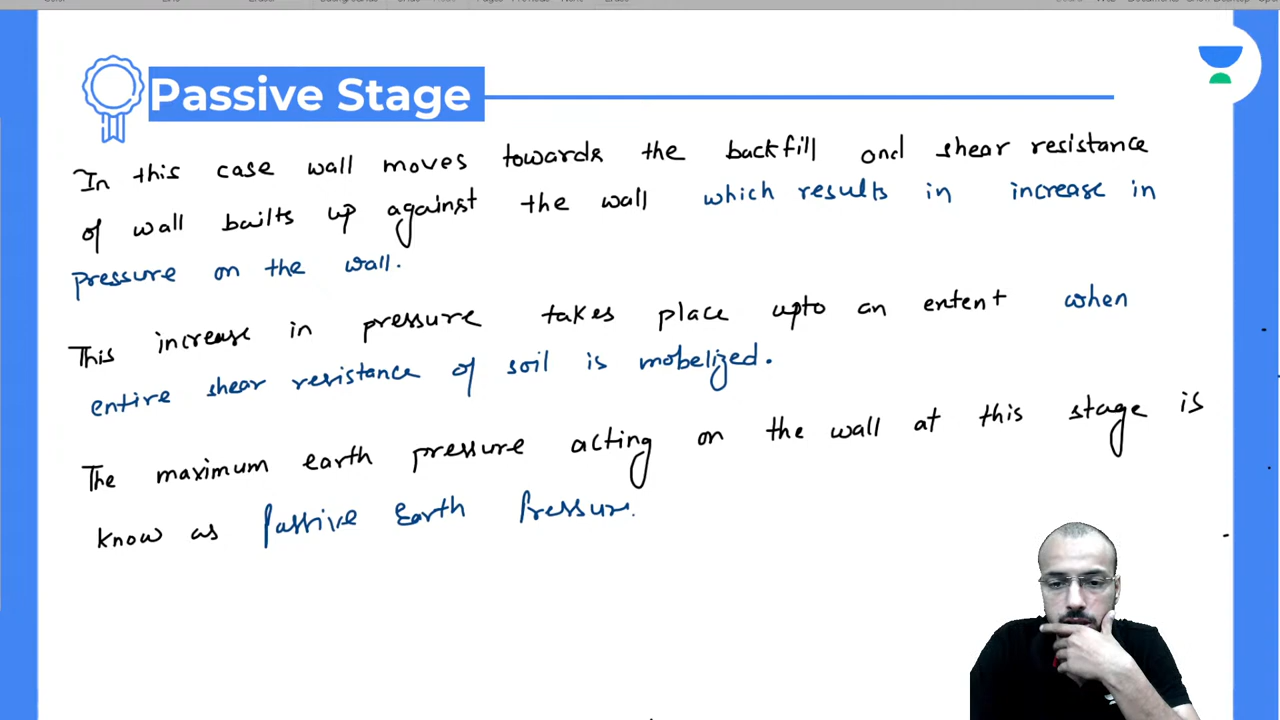 Passive Stage
In this case wall moves towards the backfill and shear resistance
of wall bailts up against the wall which results in increase in
pressure on the wall.
This increase in pressure takes place upto an entent when
entire shear resistance of soil is mobelized.
The maximum earth pressure acting on the wall at this stage is
know as Passive Earth Pressure.